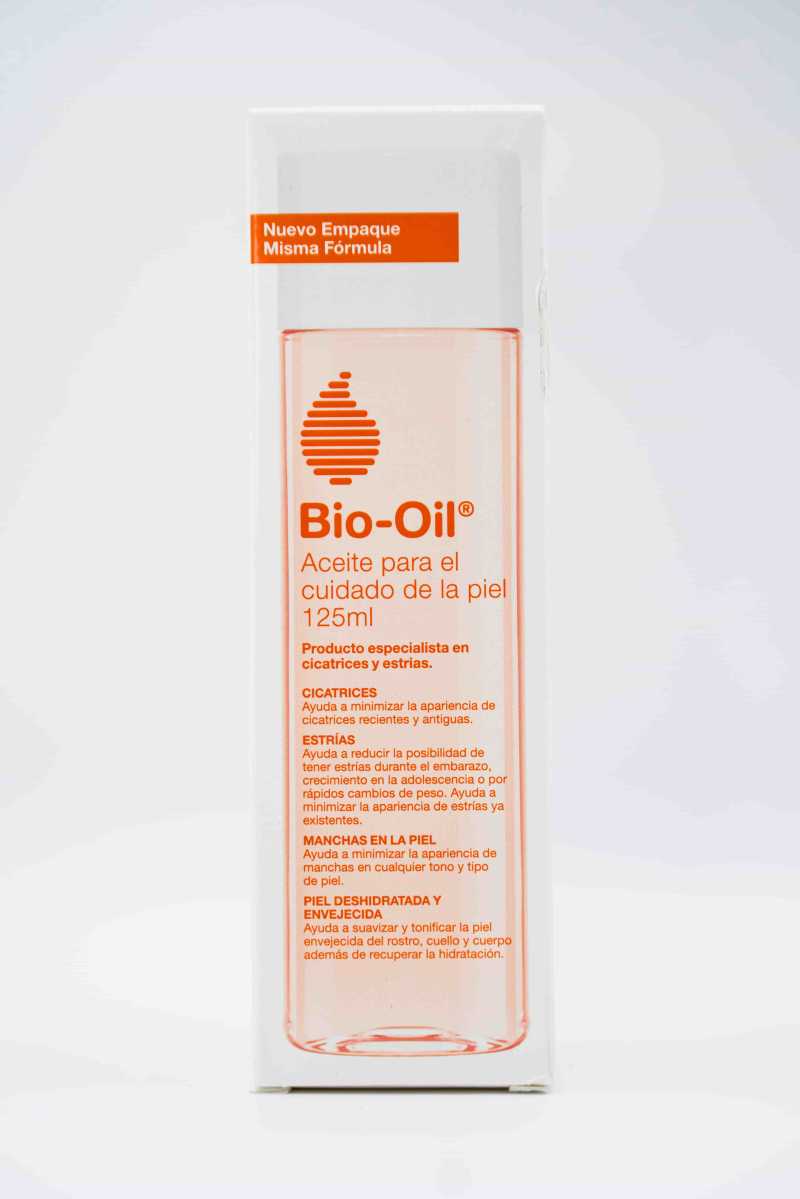 Nuevo Empaque
Misma Fórmula
Bio-Oil®
Aceite para el
cuidado de la piel
125ml
Producto especialista en
cicatrices y estrias.
CICATRICES
Ayuda a minimizar la apariencia de
cicatrices recientes y antiguas.
ESTRÍAS
Ayuda a reducir la posibilidad de
tener estrías durante el embarazo,
crecimiento en la adolescencia o por
rápidos cambios de peso. Ayuda a
minimizar la apariencia de estrías ya
existentes.
MANCHAS EN LA PIEL
Ayuda a minimizar la apariencia de
manchas en cualquier tono y tipo
de piel.
PIEL DESHIDRATADA Y
ENVEJECIDA
Ayuda a suavizar y tonificar la piel
envejecida del rostro, cuello y cuerpo
además de recuperar la hidratación.